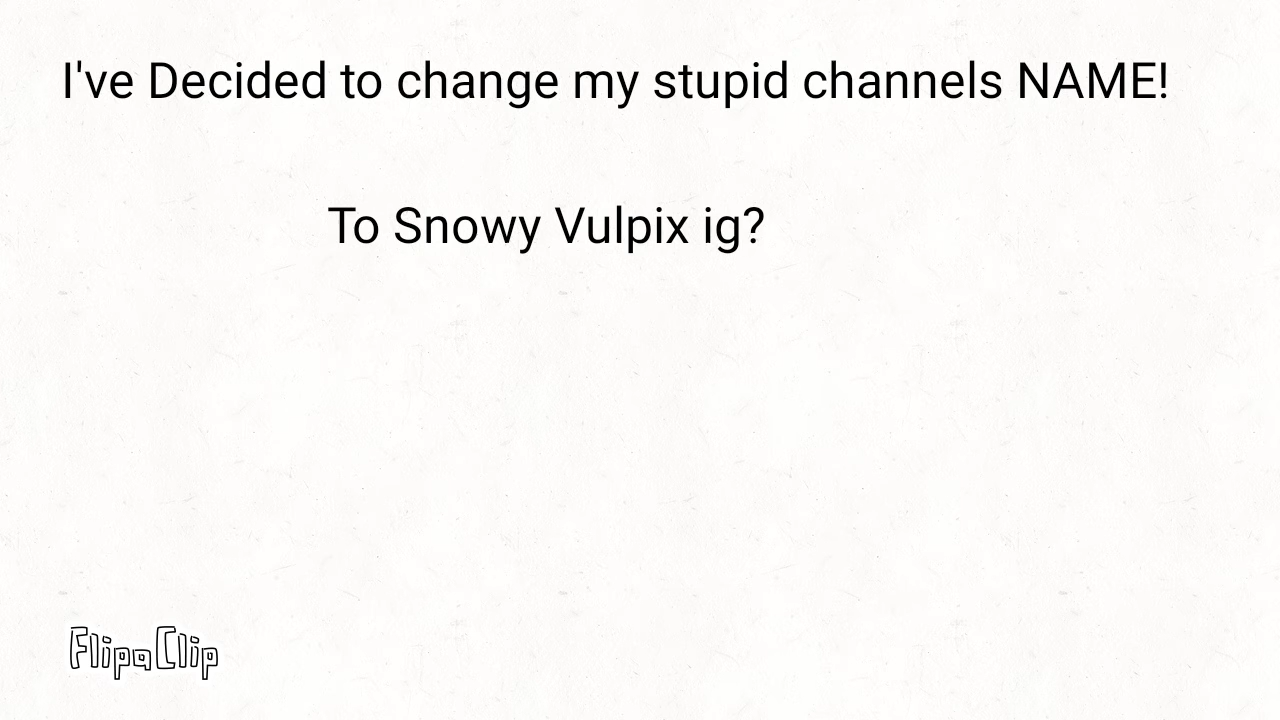 I've Decided to change my stupid channels NAME!
To Snowy Vulpix ig?
FlipaClip